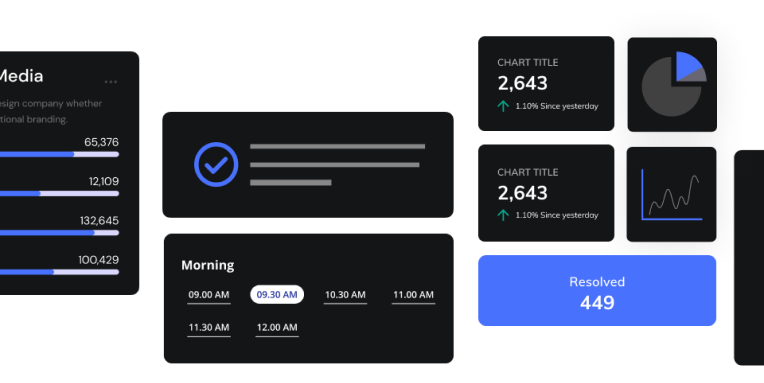 Media
design company whether
tional branding.
65,376
12,109
132,645
100,429
Morning
09.00 AM 09.30 AM 10.30 AM 11.00 AM
11.30 AM 12.00 AM
CHART TITLE
2,643
1.10% Since yesterday
CHART TITLE
2,643
1.10% Since yesterday
Resolved
449